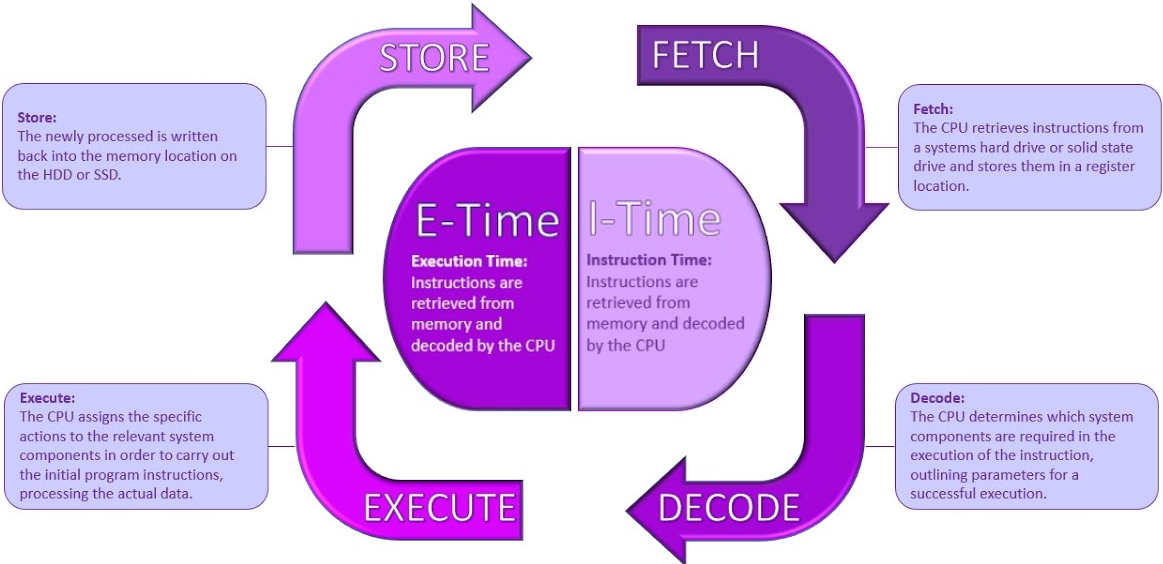 STORE
FETCH
Store:
The newly processed is written
back into the memory location on
the HDD or SSD.
Fetch:
The CPU retrieves instructions from
a systems hard drive or solid state
drive and stores them in a register
location.
E-Time
Execution Time:
Instructions are
retrieved from
memory and
decoded by the CPU
I-Time
Instruction Time:
Instructions are
retrieved from
memory and decoded
by the CPU
Execute:
The CPU assigns the specific
actions to the relevant system
components in order to carry out
the initial program instructions,
processing the actual data.
Decode:
The CPU determines which system
components are required in the
execution of the instruction,
outlining parameters for a
successful execution.
EXECUTE
DECODE